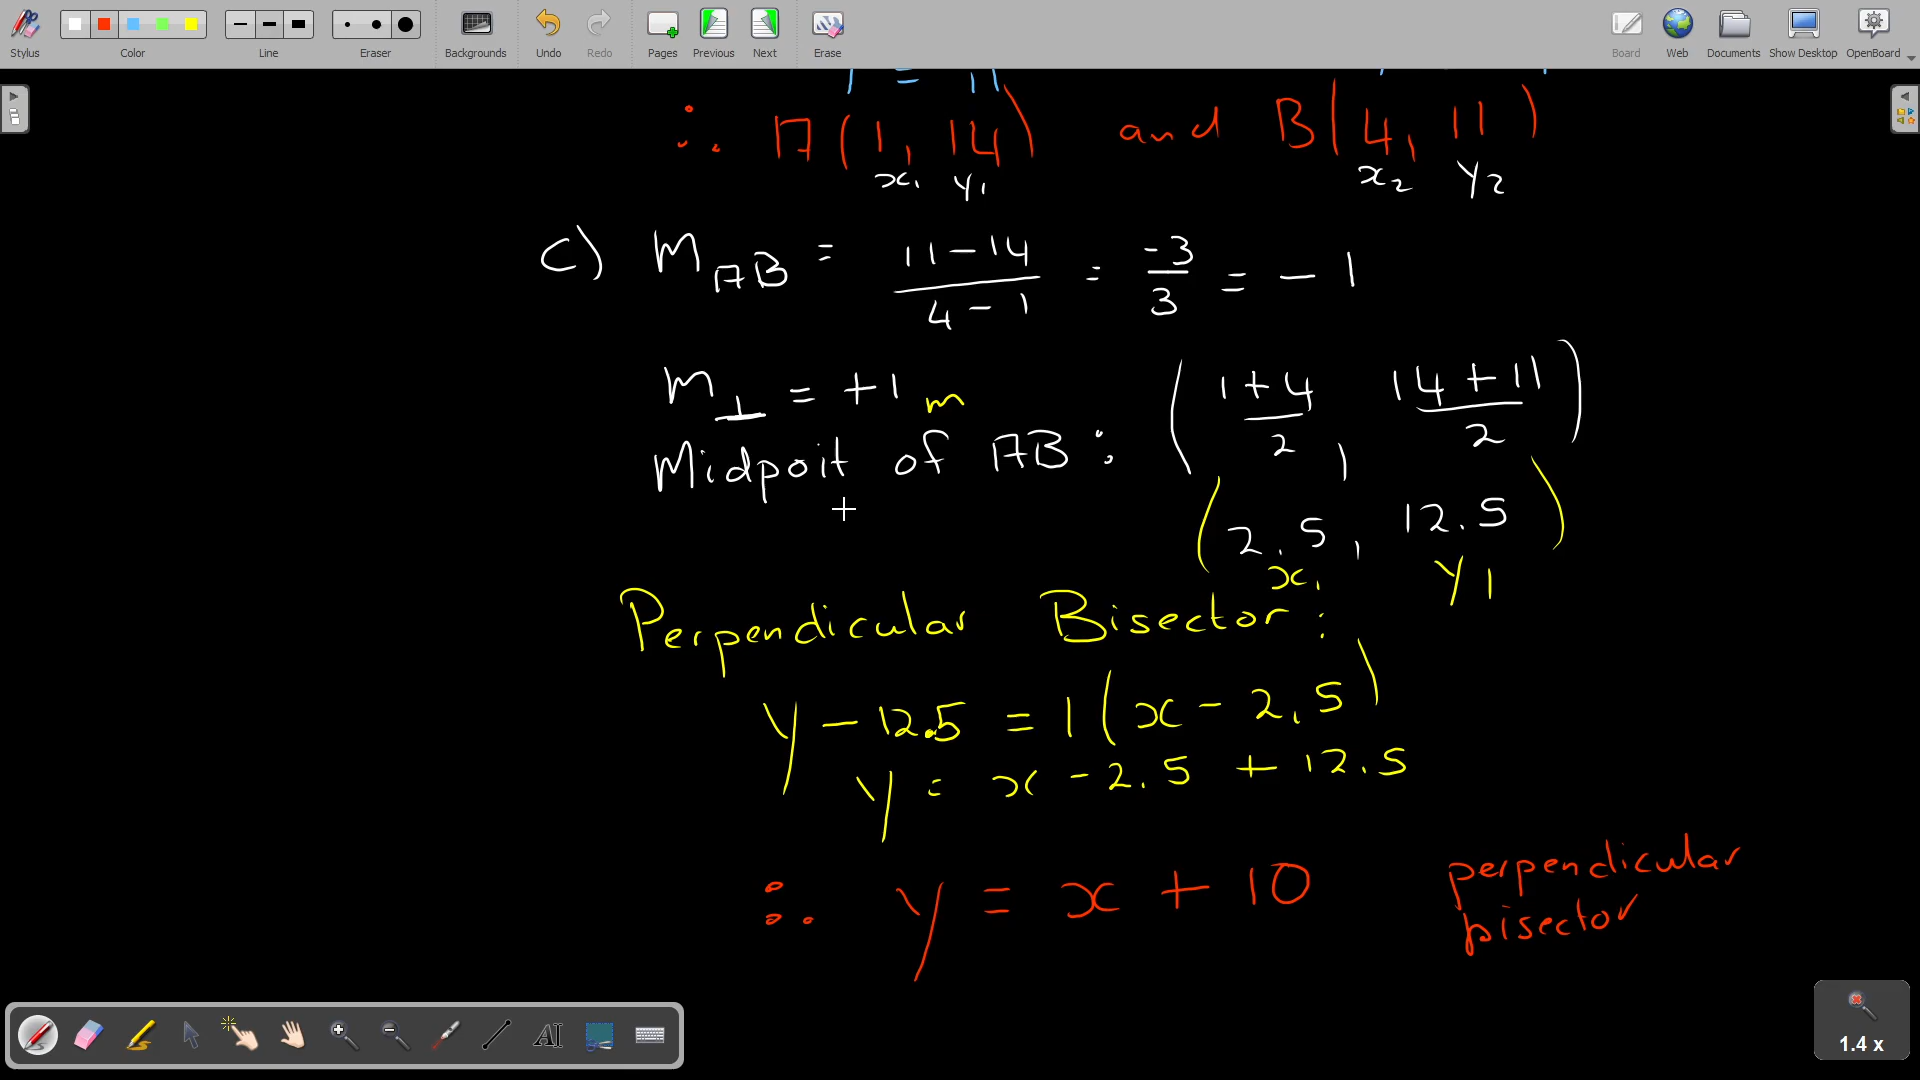 Stylus Color Line Eraser Backgrounds Undo Redo Pages Previous Next Erase Board Web Documents Show Desktop OpenBoard
∴ A(1, 14) and B(4, 11)
x₁ y₁ x₂ y₂
c) M_AB = (11-14)/(4-1) = -3/3 = -1
M_⊥ = +1 m
Midpoit of AB : ((1+4)/2, (14+11)/2)
(2.5, 12.5)
x₁ y₁
Perpendicular Bisector :
y - 12.5 = 1(x - 2.5)
y = x - 2.5 + 12.5
∴ y = x + 10 perpendicular
bisector
AI
1.4 x